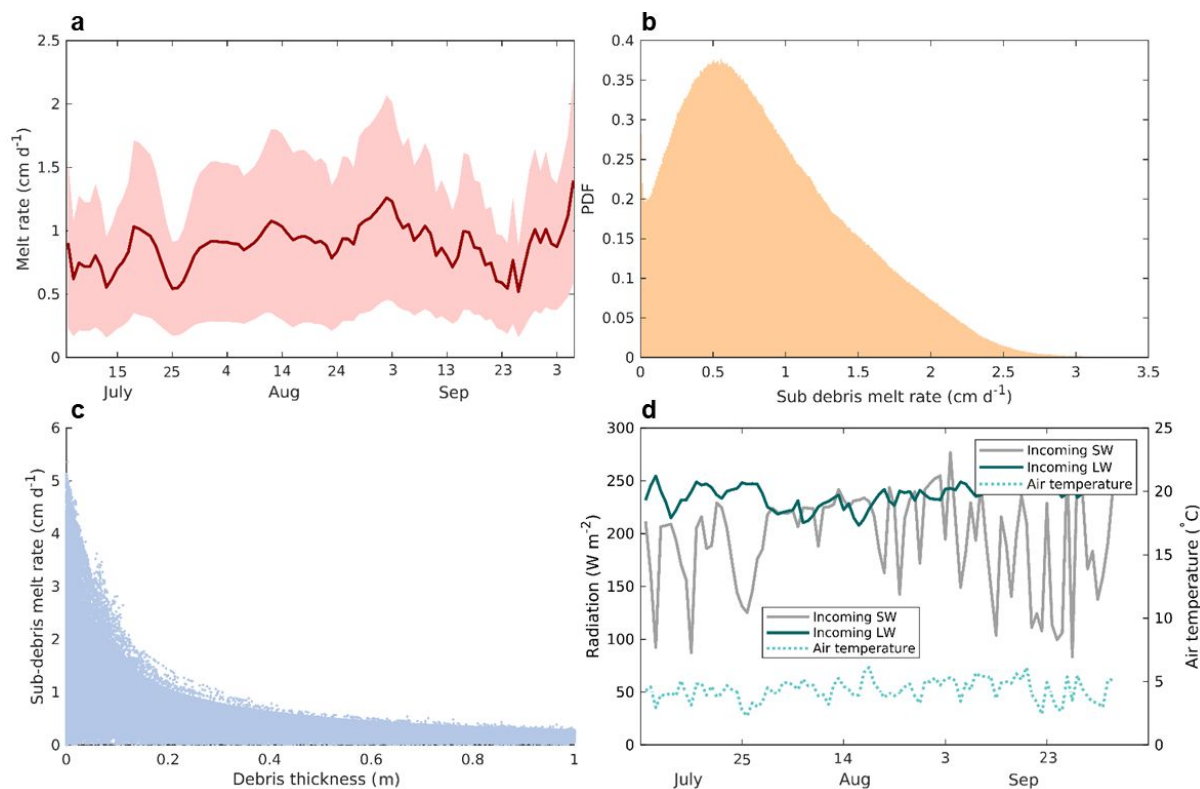 a
2.5
2
1.5
1
0.5
0
Melt rate (cm d⁻¹)
15 25 4 14 24 3 13 23 3
July Aug Sep
b
0.4
0.35
0.3
0.25
0.2
0.15
0.1
0.05
0
PDF
0 0.5 1 1.5 2 2.5 3 3.5
Sub debris melt rate (cm d⁻¹)
c
6
5
4
3
2
1
0
Sub-debris melt rate (cm d⁻¹)
0 0.2 0.4 0.6 0.8 1
Debris thickness (m)
d
300
250
200
150
100
50
0
Radiation (W m⁻²)
Incoming SW
Incoming LW
Air temperature
Incoming SW
Incoming LW
Air temperature
25
20
15
10
5
0
Air temperature (°C)
25 14 3 23
July Aug Sep